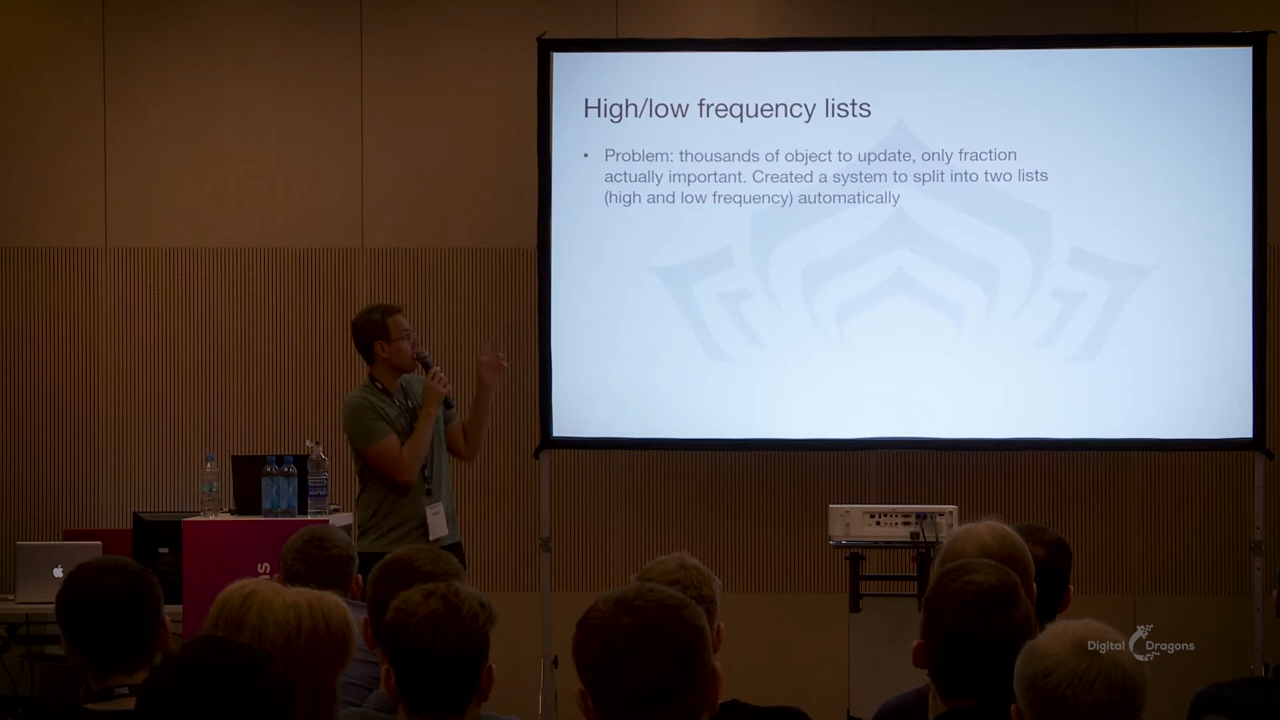 High/low frequency lists
• Problem: thousands of object to update, only fraction
actually important. Created a system to split into two lists
(high and low frequency) automatically
ns
Digital Dragons